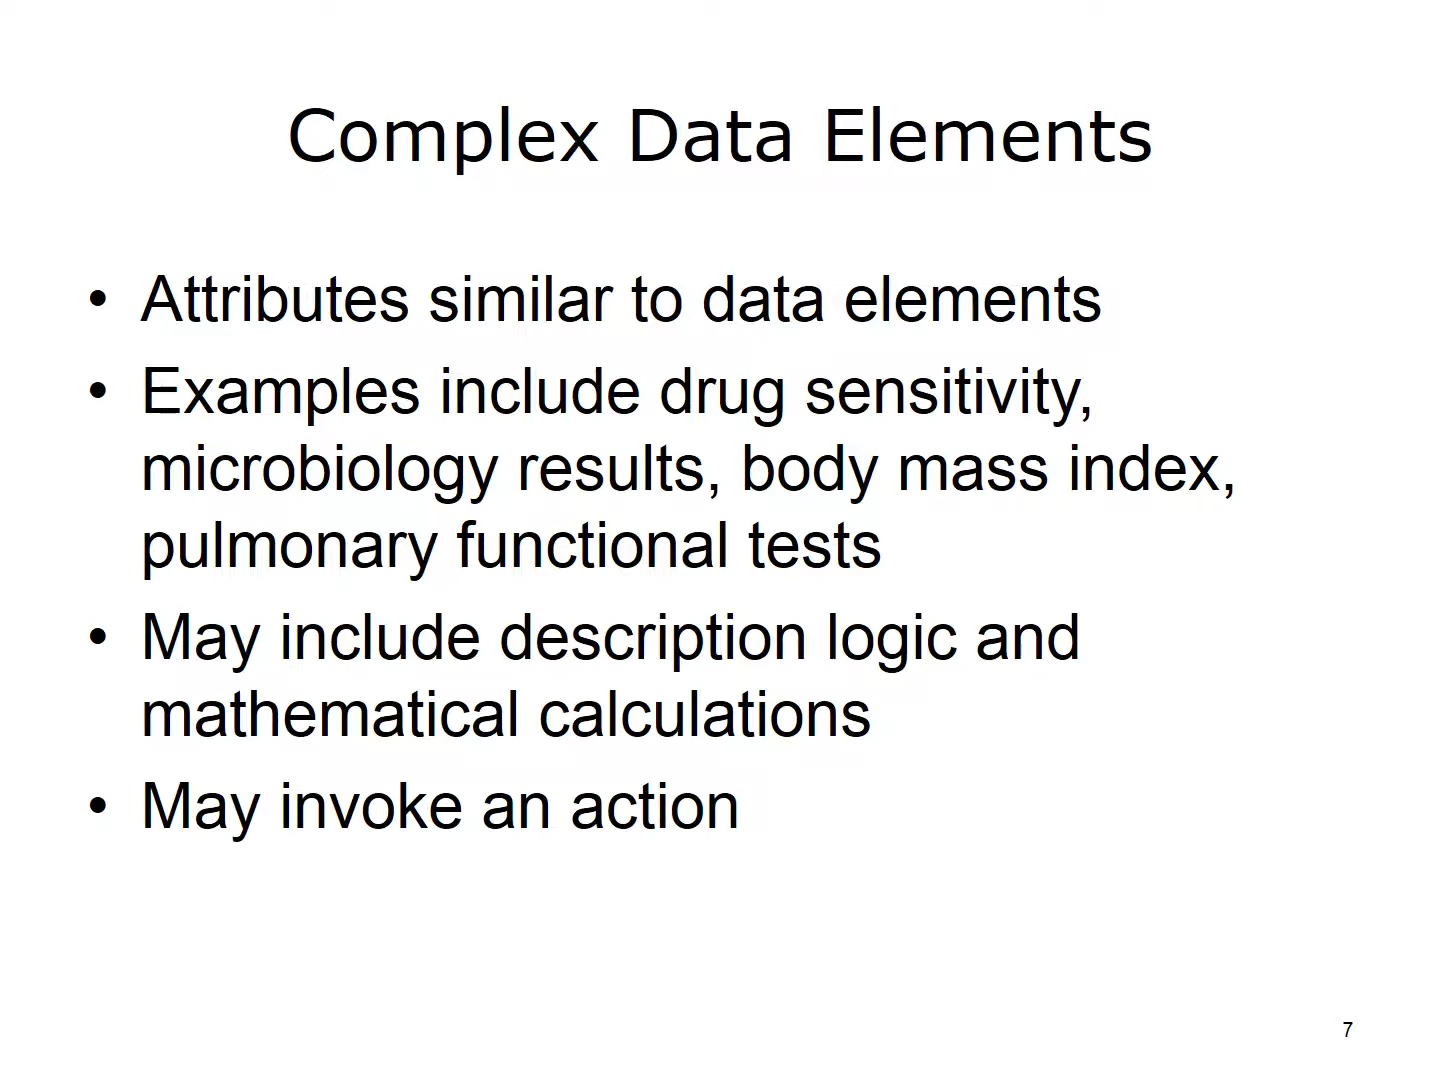 Complex Data Elements
• Attributes similar to data elements
• Examples include drug sensitivity,
microbiology results, body mass index,
pulmonary functional tests
• May include description logic and
mathematical calculations
• May invoke an action
7